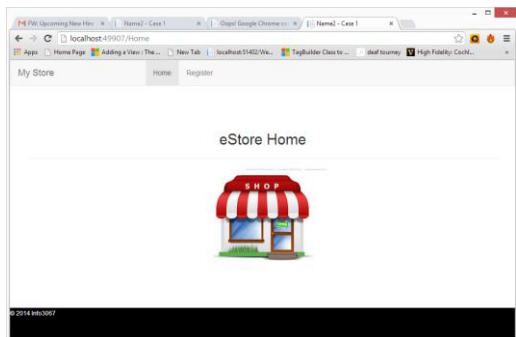 FW: Upcoming New Hire
Name2 - Case 1
Oops! Google Chrome co
Name2 - Case 1
localhost:49907/Home
Apps
Home Page
Adding a View : The ...
New Tab
localhost:51402/We...
TagBuilder Class to ...
deaf tourney
High Fidelity: Cochl...
My Store
Home
Register
eStore Home
SHOP
© 2014 Info3067